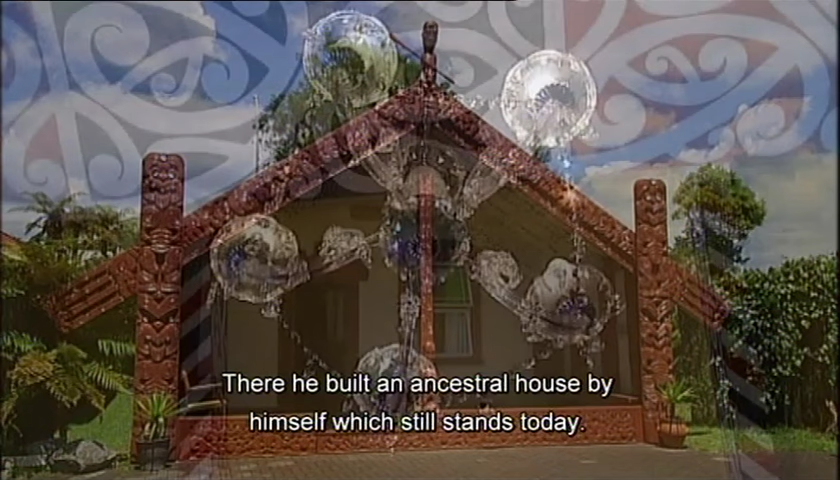 There he built an ancestral house by
himself which still stands today.